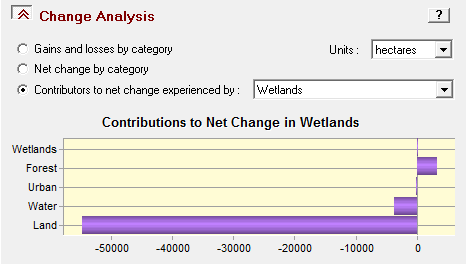 Change Analysis
?
Gains and losses by category
Units :
hectares
Net change by category
Contributors to net change experienced by :
Wetlands
Contributions to Net Change in Wetlands
Wetlands
Forest
Urban
Water
Land
-50000 -40000 -30000 -20000 -10000 0